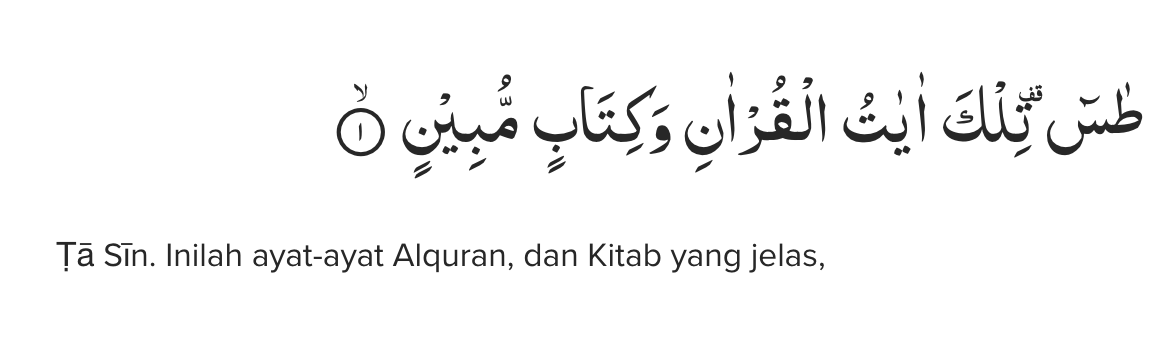 طٰسۤ ۗ تِلْكَ اٰيٰتُ الْقُرْاٰنِ وَكِتَابٍ مُّبِيْنٍ ۙ ١
Ṭā Sīn. Inilah ayat-ayat Alquran, dan Kitab yang jelas,